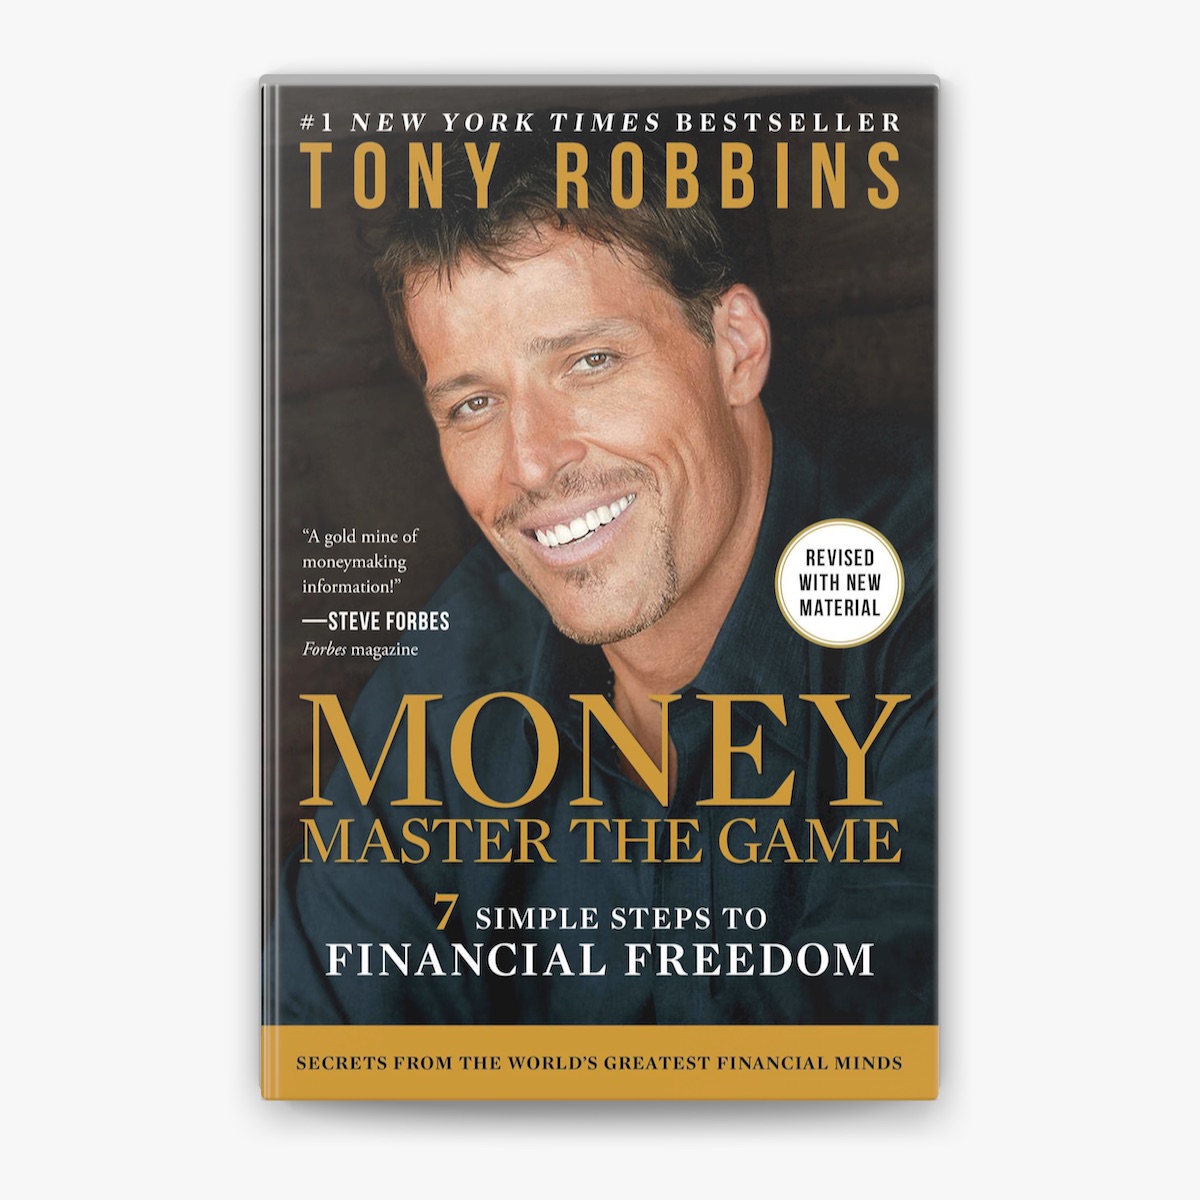 #1 NEW YORK TIMES BESTSELLER
TONY ROBBINS
“A gold mine of
moneymaking
information!”
—STEVE FORBES
Forbes magazine
REVISED
WITH NEW
MATERIAL
MONEY
MASTER THE GAME
7 SIMPLE STEPS TO
FINANCIAL FREEDOM
SECRETS FROM THE WORLD’S GREATEST FINANCIAL MINDS